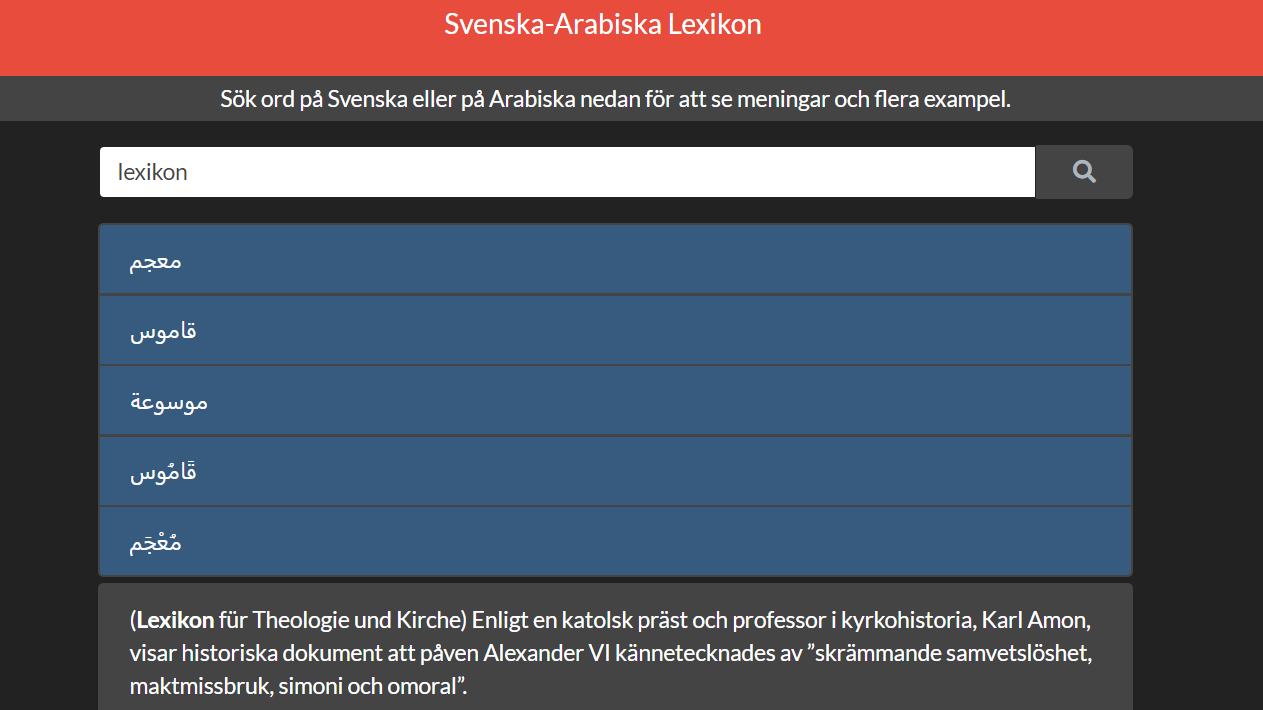 Svenska-Arabiska Lexikon
Sök ord på Svenska eller på Arabiska nedan för att se meningar och flera exampel.
lexikon
معجم
قاموس
موسوعة
قَامُوس
مُعْجَم
(Lexikon für Theologie und Kirche) Enligt en katolsk präst och professor i kyrkohistoria, Karl Amon,
visar historiska dokument att påven Alexander VI kännetecknades av ”skrämmande samvetslöshet,
maktmissbruk, simoni och omoral”.